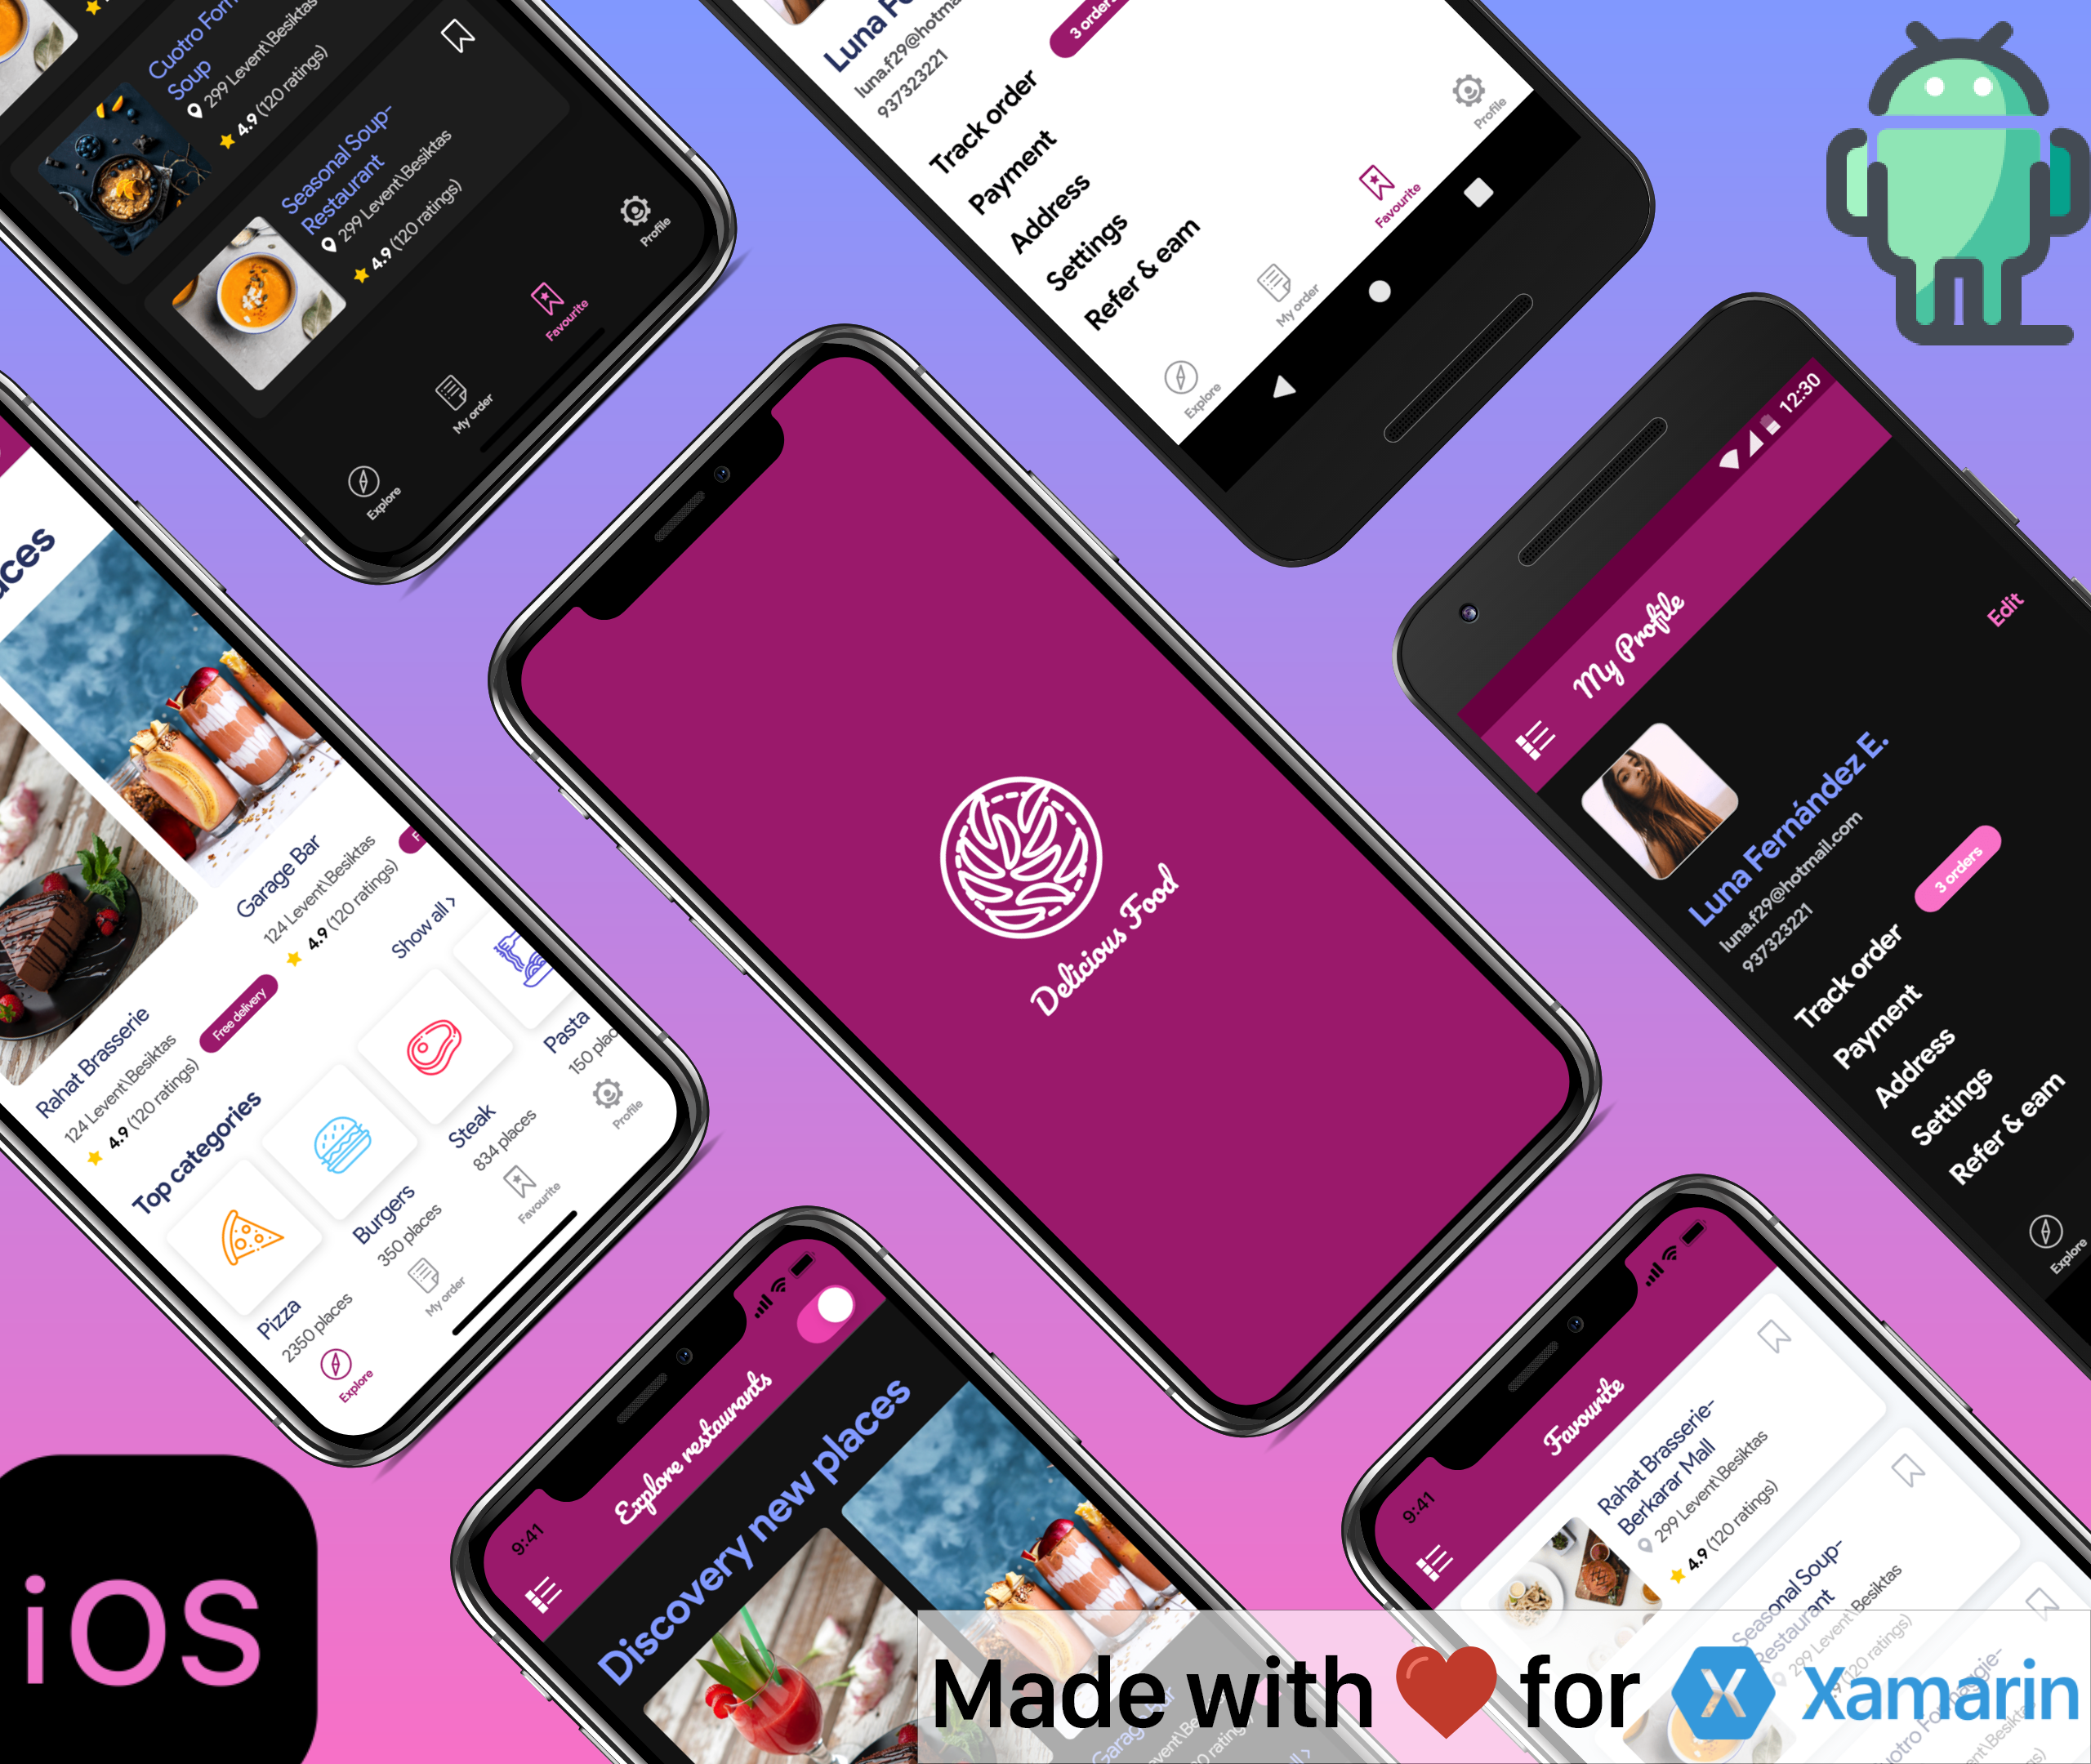 Cuotro Form
Soup
299 Levent\Besiktas
4.9 (120 ratings)
Seasonal Soup-
Restaurant
299 Levent\Besiktas
4.9 (120 ratings)
Explore
My order
Favourite
Profile
luna.f29@hotma
937323221
3 orders
Track order
Payment
Address
Settings
Refer & earn
Explore
My order
Favourite
Profile
12:30
My Profile
Edit
Luna Fernández E.
luna.f29@hotmail.com
937323221
3 orders
Track order
Payment
Address
Settings
Refer & earn
Explore
aces
Garage Bar
124 Levent\Besiktas
4.9 (120 ratings)
Rahat Brasserie
124 Levent\Besiktas
4.9 (120 ratings)
Free delivery
Top categories
Show all ›
Pizza
2350 places
Burgers
350 places
Steak
834 places
Pasta
150 plac
Explore
My order
Favourite
Profile
Delicious Food
9:41
Explore restaurants
Discovery new places
9:41
Favourite
Rahat Brasserie-
Berkarar Mall
299 Levent\Besiktas
4.9 (120 ratings)
Seasonal Soup-
Restaurant
299 Levent\Besiktas
iOS
Made with for Xamarin